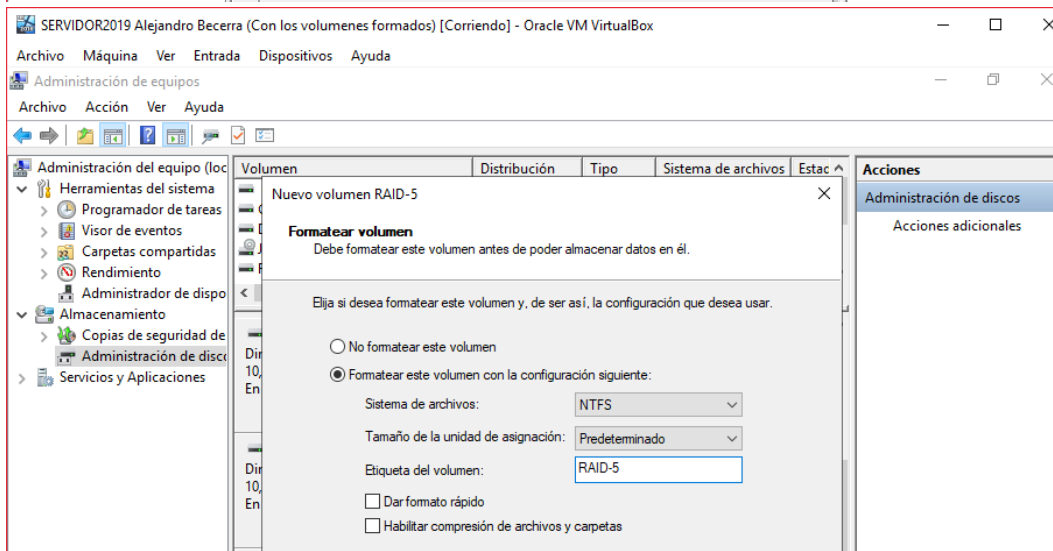 SERVIDOR2019 Alejandro Becerra (Con los volumenes formados) [Corriendo] - Oracle VM VirtualBox
Archivo Máquina Ver Entrada Dispositivos Ayuda
Administración de equipos
Archivo Acción Ver Ayuda
Administración del equipo (loc
Herramientas del sistema
Programador de tareas
Visor de eventos
Carpetas compartidas
Rendimiento
Administrador de dispo
Almacenamiento
Copias de seguridad de
Administración de disco
Servicios y Aplicaciones
Volumen Distribución Tipo Sistema de archivos Estac
Nuevo volumen RAID-5
Formatear volumen
Debe formatear este volumen antes de poder almacenar datos en él.
Elija si desea formatear este volumen y, de ser así, la configuración que desea usar.
No formatear este volumen
Formatear este volumen con la configuración siguiente:
Sistema de archivos: NTFS
Tamaño de la unidad de asignación: Predeterminado
Etiqueta del volumen: RAID-5
Dar formato rápido
Habilitar compresión de archivos y carpetas
Dir
10,
En
Dir
10,
En
Acciones
Administración de discos
Acciones adicionales